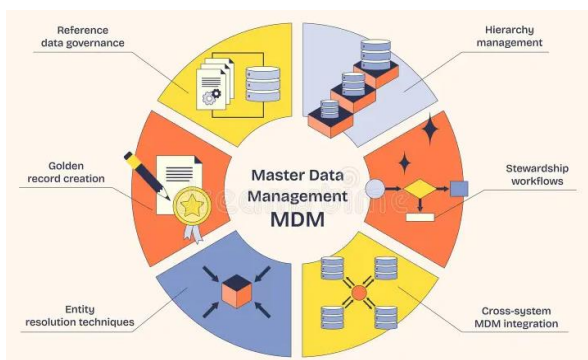 Reference
data governance
Hierarchy
management
Golden
record creation
Master Data
Management
MDM
Stewardship
workflows
Entity
resolution techniques
Cross-system
MDM integration